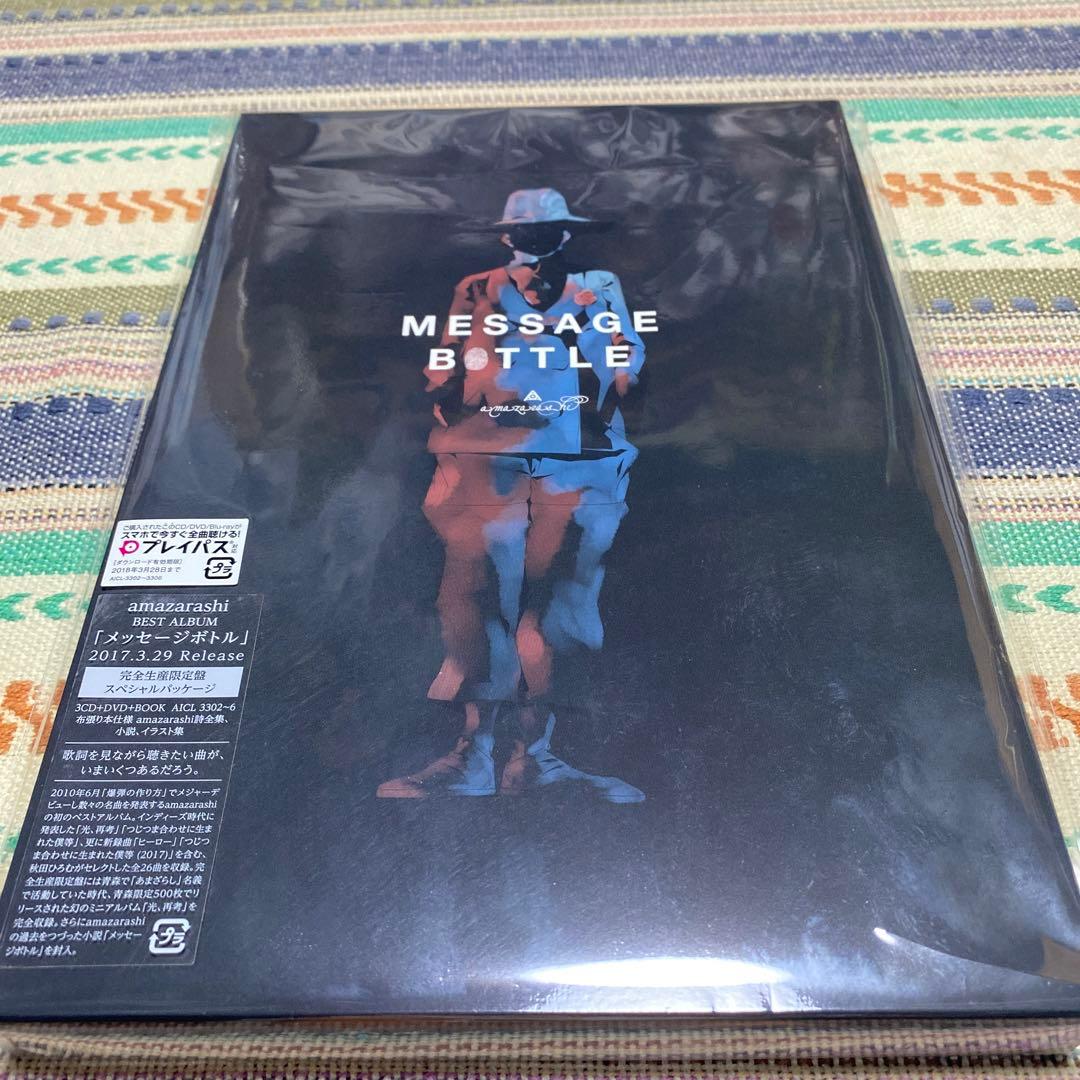 MESSAGE
BOTTLE
amazarashi
ご購入されたこのCD/DVD/Blu-rayが
スマホで今すぐ全曲聴ける!
プレイパス®対応
[ダウンロード有効期限]
2018年3月28日まで
AICL-3302~3306
プラ
amazarashi
BEST ALBUM
「メッセージボトル」
2017.3.29 Release
完全生産限定盤
スペシャルパッケージ
3CD+DVD+BOOK AICL 3302~6
布張り本仕様 amazarashi詩全集、
小説、イラスト集
歌詞を見ながら聴きたい曲が、
いまいくつあるだろう。
2010年6月「爆弾の作り方」でメジャーデ
ビューし数々の名曲を発表するamazarashi
の初のベストアルバム。インディーズ時代に
発表した「光、再考」「つじつま合わせに生ま
れた僕等」、更に新録曲「ヒーロー」「つじつ
ま合わせに生まれた僕等 (2017)」を含む、
秋田ひろむがセレクトした全26曲を収録。完
全生産限定盤には青森で「あまざらし」名義
で活動していた時代、青森限定500枚でリ
リースされた幻のミニアルバム「光、再考」を
完全収録。さらにamazarashi
の過去をつづった小説「メッセー
ジボトル」を封入。
プラ